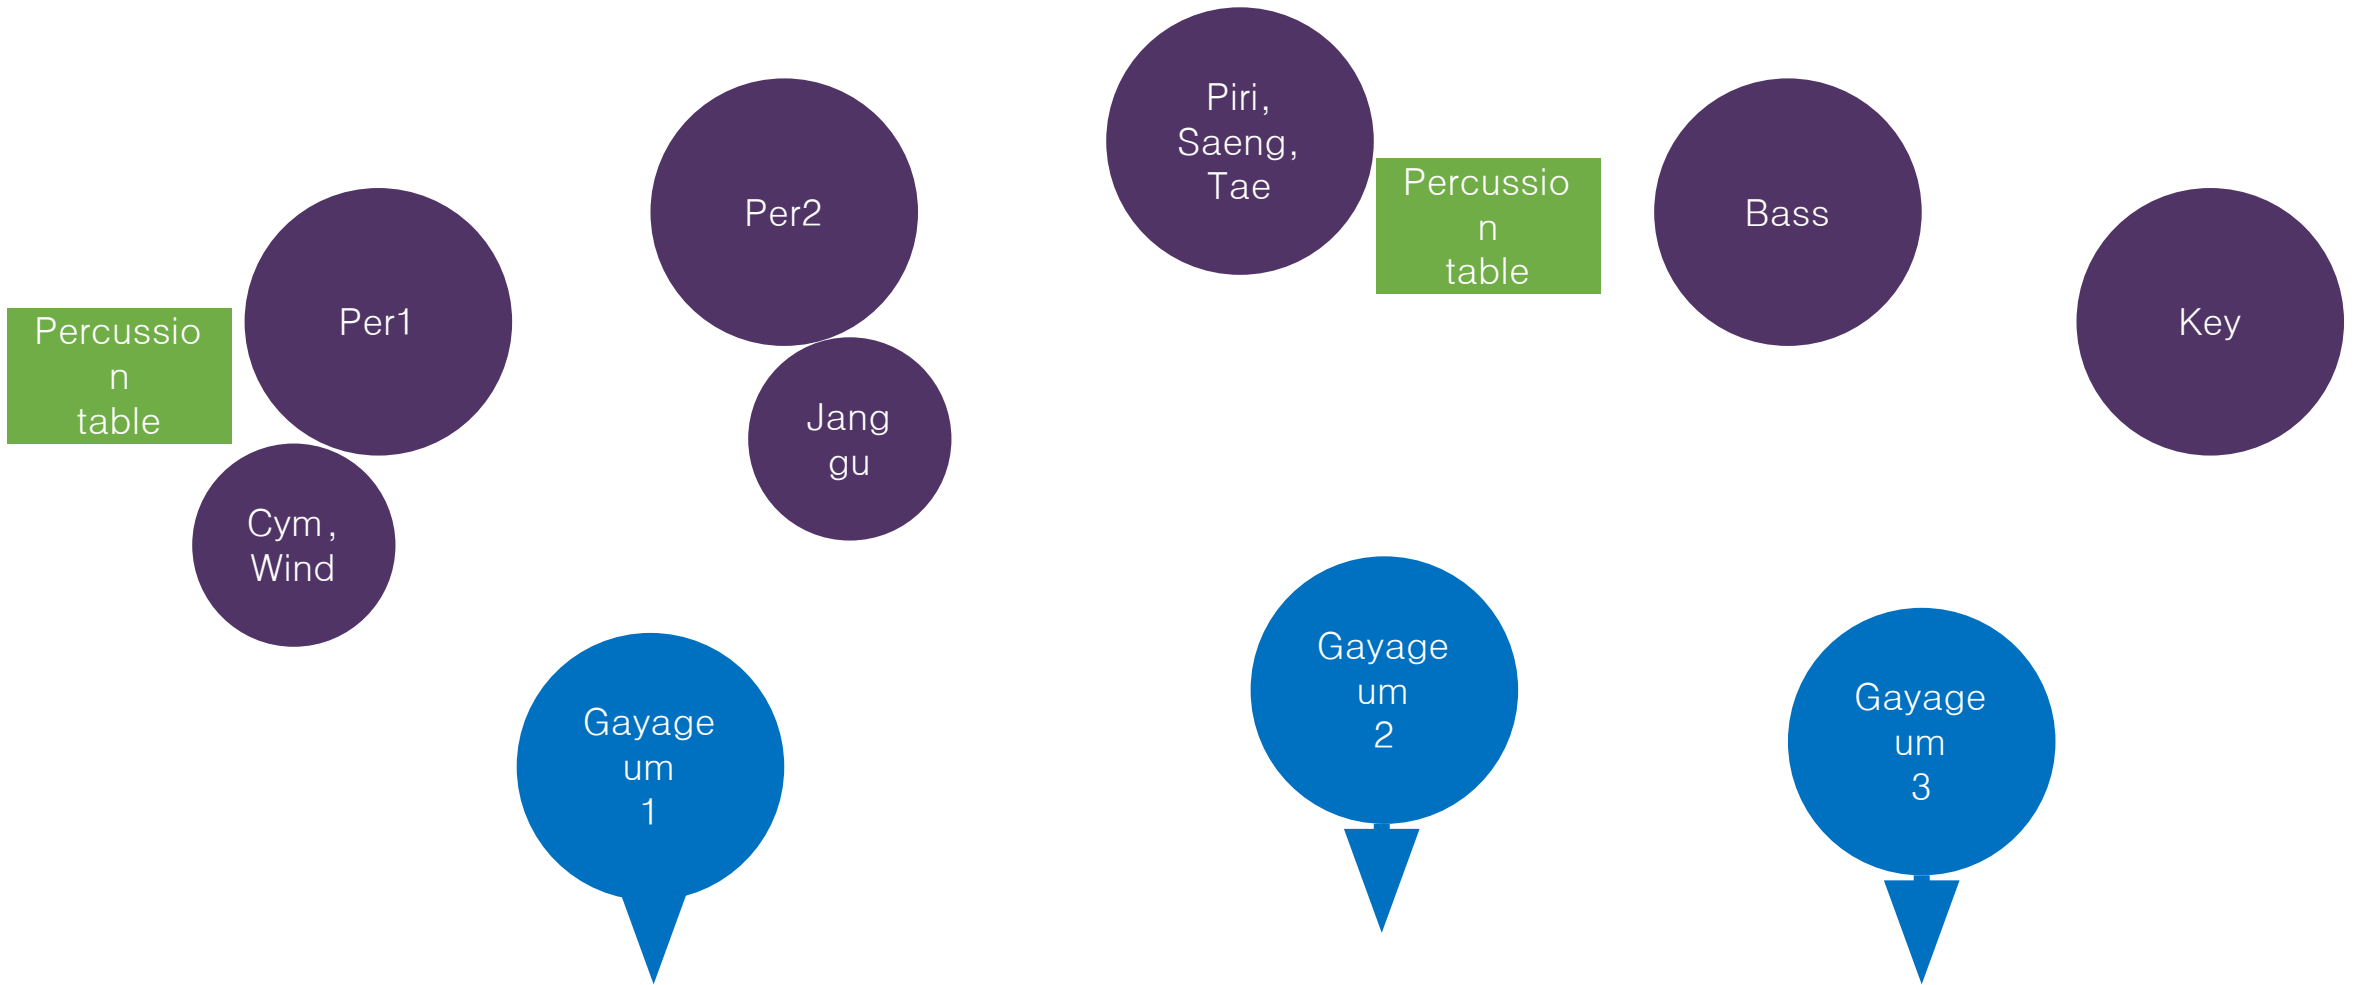 Piri,
Saeng,
Tae
Percussio
n
table
Per2
Bass
Per1
Key
Percussio
n
table
Jang
gu
Cym,
Wind
Gayage
um
1
Gayage
um
2
Gayage
um
3